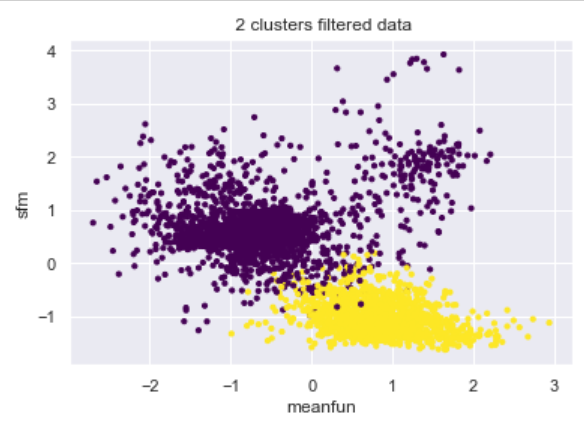 2 clusters filtered data
4
3
2
1
0
−1
sfm
−2 −1 0 1 2 3
meanfun